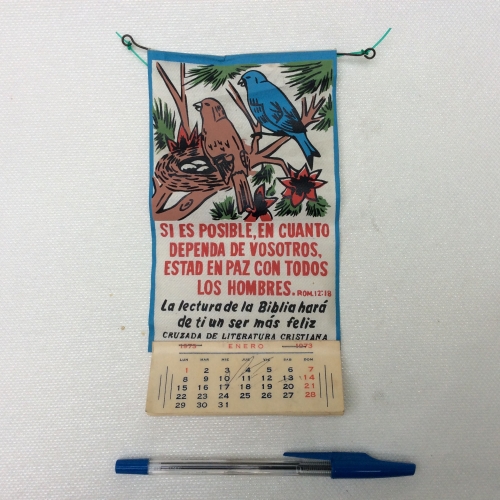 SI ES POSIBLE, EN CUANTO
DEPENDA DE VOSOTROS,
ESTAD EN PAZ CON TODOS
LOS HOMBRES. ROM. 12:18
La lectura de la Biblia hará
de ti un ser más feliz
CRUZADA DE LITERATURA CRISTIANA
1973 ENERO 1973
LUN MAR MIE JUE VIE SAB DOM
1 2 3 4 5 6 7
8 9 10 11 12 13 14
15 16 17 18 19 20 21
22 23 24 25 26 27 28
29 30 31